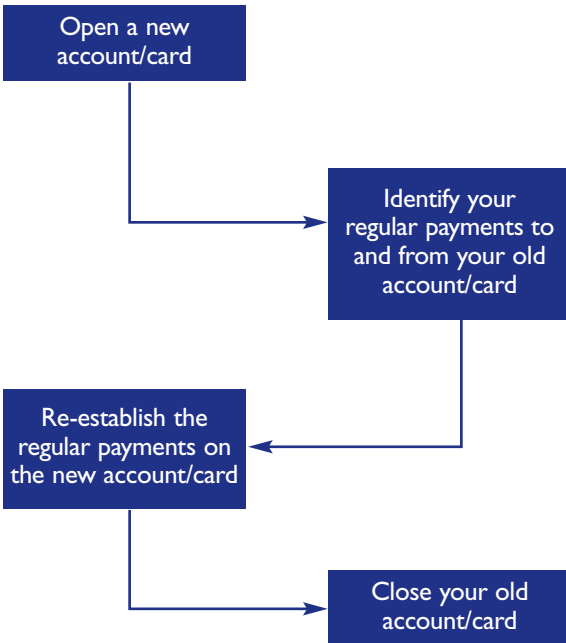 Open a new
account/card
Identify your
regular payments to
and from your old
account/card
Re-establish the
regular payments on
the new account/card
Close your old
account/card